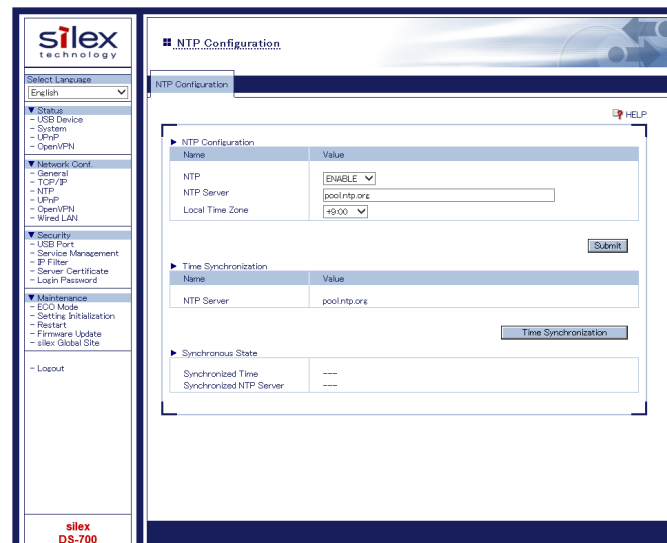 silex
technology
Select Language
English
▼ Status
- USB Device
- System
- UPnP
- OpenVPN
▼ Network Conf.
- General
- TCP/IP
- NTP
- UPnP
- OpenVPN
- Wired LAN
▼ Security
- USB Port
- Service Management
- IP Filter
- Server Certificate
- Login Password
▼ Maintenance
- ECO Mode
- Setting Initialization
- Restart
- Firmware Update
- silex Global Site
- Logout
silex
DS-700
NTP Configuration
NTP Configuration
HELP
▶ NTP Configuration
Name Value
NTP ENABLE
NTP Server pool.ntp.org
Local Time Zone +9:00
Submit
▶ Time Synchronization
Name Value
NTP Server pool.ntp.org
Time Synchronization
▶ Synchronous State
Synchronized Time ---
Synchronized NTP Server ---